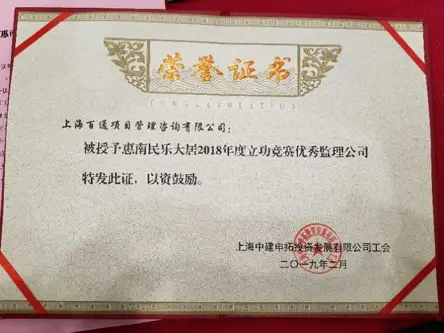 荣誉证书
CONGRATULATION
上海百通项目管理咨询有限公司：
被授予惠南民乐大居2018年度立功竞赛优秀监理公司
特发此证，以资鼓励。
上海中建申拓投资发展有限公司工会
二〇一九年二月